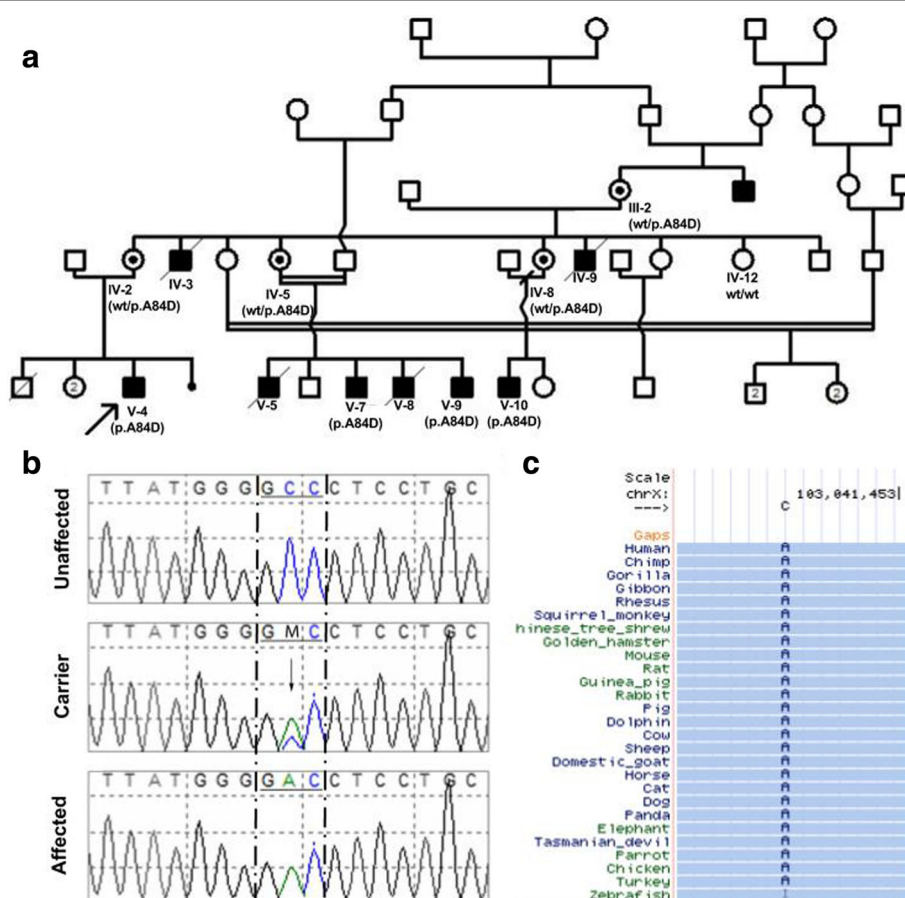 a
III-2
(wt/p.A84D)
IV-2
(wt/p.A84D)
IV-3
IV-5
(wt/p.A84D)
IV-8
(wt/p.A84D)
IV-9
IV-12
wt/wt
2
V-4
(p.A84D)
V-5
V-7
(p.A84D)
V-8
V-9
(p.A84D)
V-10
(p.A84D)
2
2
b
Unaffected
T T A T G G G G C C C T C C T G C
Carrier
T T A T G G G G M C C T C C T G C
Affected
T T A T G G G G A C C T C C T G C
c
Scale
chrX: 103,041,453|
---> C
Gaps
Human A
Chimp A
Gorilla A
Gibbon A
Rhesus A
Squirrel_monkey A
hinese_tree_shrew A
Golden_hamster A
Mouse A
Rat A
Guinea_pig A
Rabbit A
Pig A
Dolphin A
Cow A
Sheep A
Domestic_goat A
Horse A
Cat A
Dog A
Panda A
Elephant A
Tasmanian_devil A
Parrot A
Chicken A
Turkey A
Zebrafish